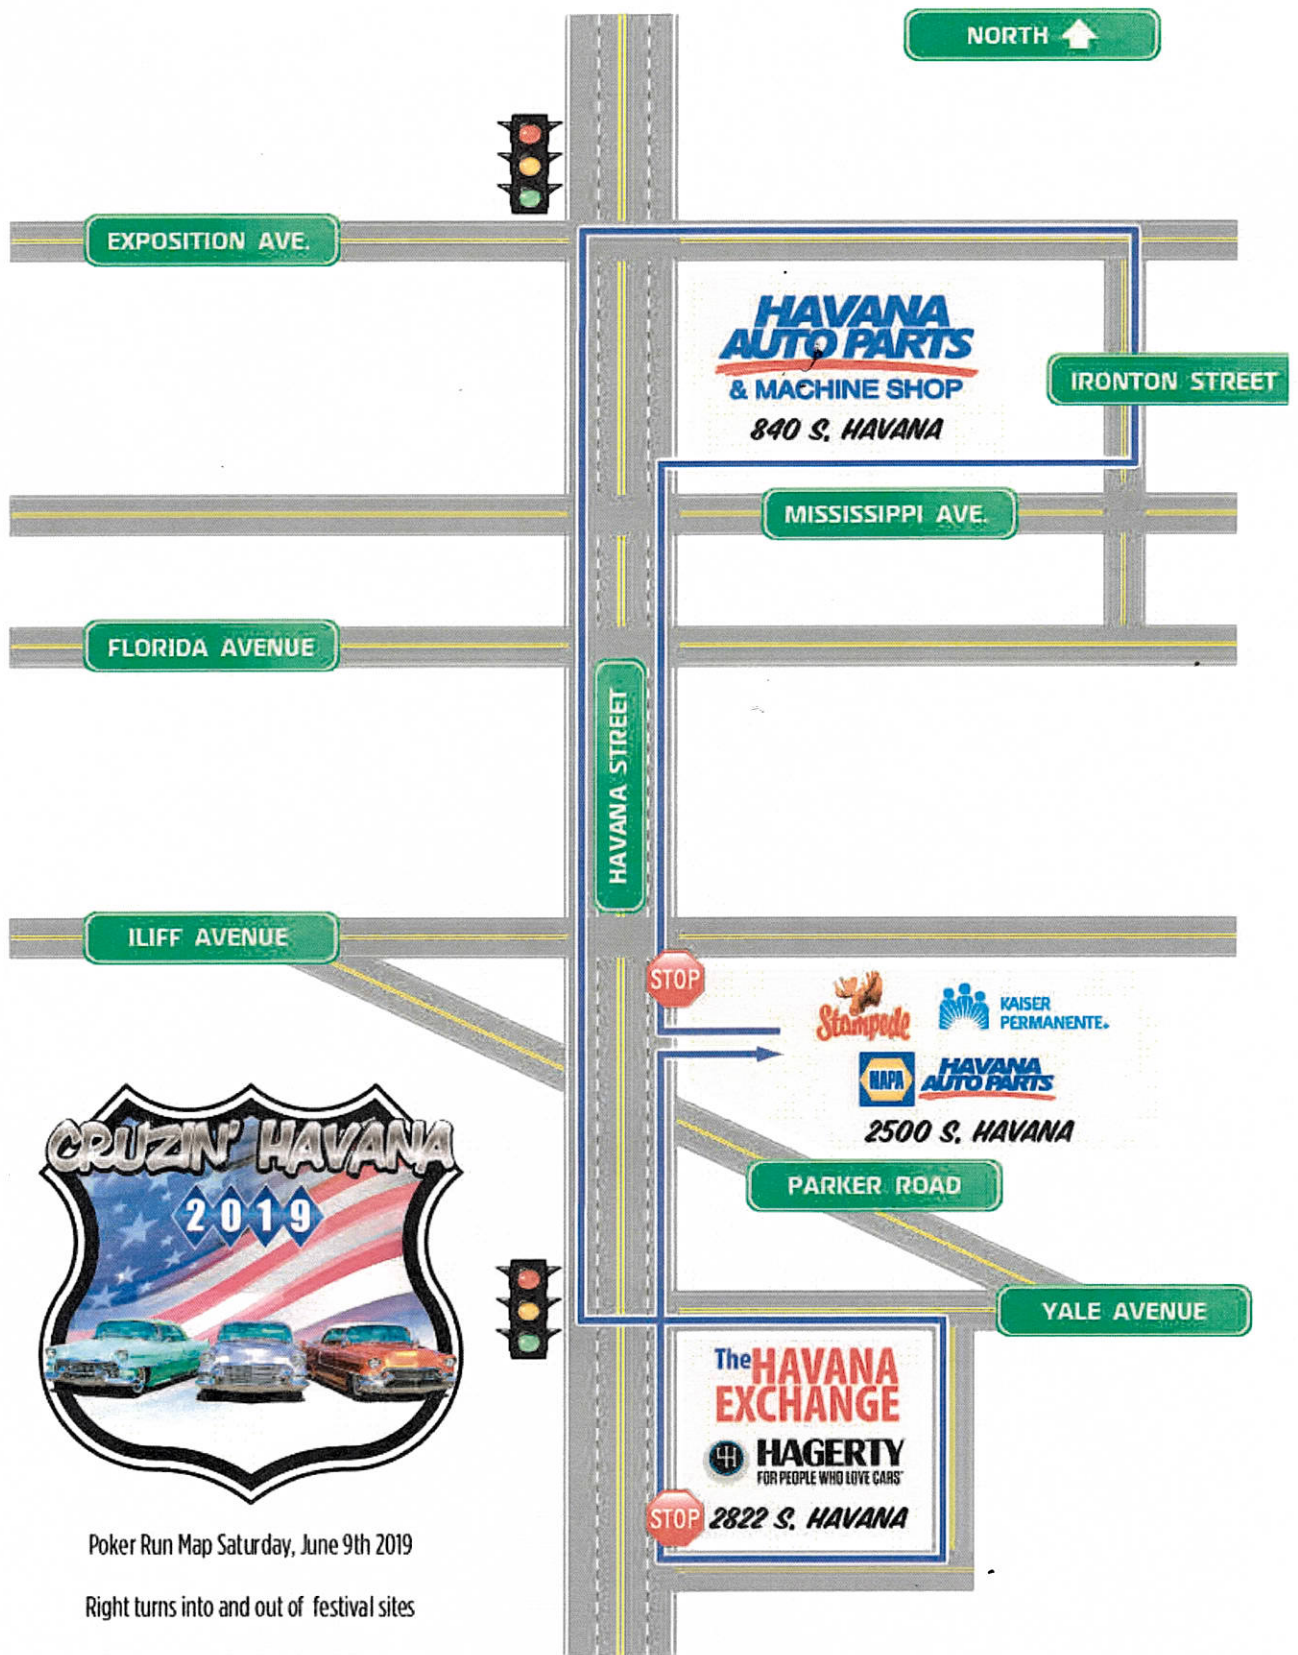 NORTH
EXPOSITION AVE.
HAVANA
AUTO PARTS
& MACHINE SHOP
840 S. HAVANA
IRONTON STREET
MISSISSIPPI AVE.
FLORIDA AVENUE
HAVANA STREET
ILIFF AVENUE
STOP
Stampede
KAISER
PERMANENTE®
NAPA
HAVANA
AUTO PARTS
2500 S. HAVANA
PARKER ROAD
CRUZIN' HAVANA
2019
YALE AVENUE
The HAVANA
EXCHANGE
HAGERTY
FOR PEOPLE WHO LOVE CARS
STOP
2822 S. HAVANA
Poker Run Map Saturday, June 9th 2019
Right turns into and out of festival sites